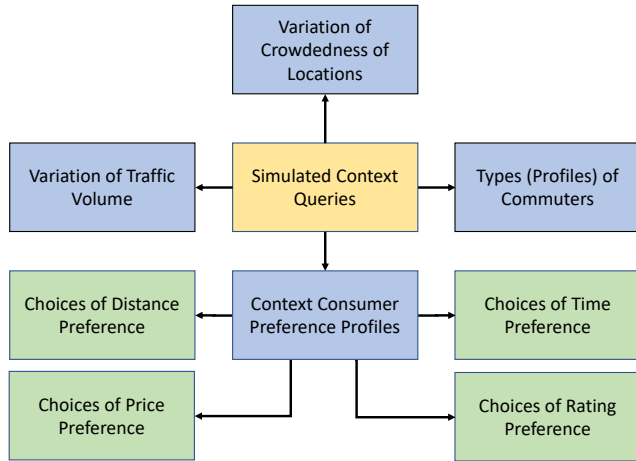 Variation of
Crowdedness of
Locations
Variation of Traffic
Volume
Simulated Context
Queries
Types (Profiles) of
Commuters
Choices of Distance
Preference
Context Consumer
Preference Profiles
Choices of Time
Preference
Choices of Price
Preference
Choices of Rating
Preference